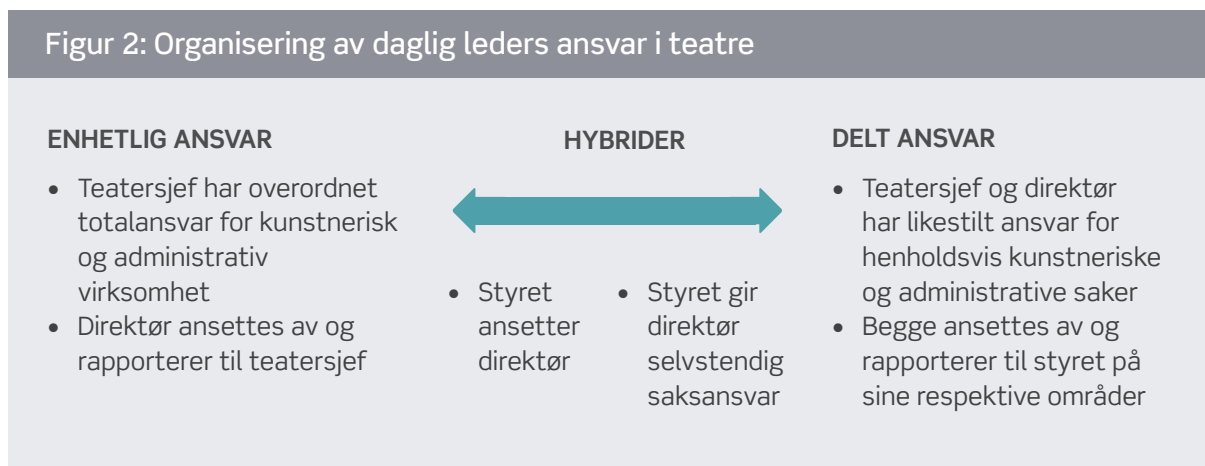 Figur 2: Organisering av daglig leders ansvar i teatre
ENHETLIG ANSVAR
• Teatersjef har overordnet
totalansvar for kunstnerisk
og administrativ
virksomhet
• Direktør ansettes av og
rapporterer til teatersjef
HYBRIDER
• Styret
ansetter
direktør
• Styret gir
direktør
selvstendig
saksansvar
DELT ANSVAR
• Teatersjef og direktør
har likestilt ansvar for
henholdsvis kunstneriske
og administrative saker
• Begge ansettes av og
rapporterer til styret på
sine respektive områder